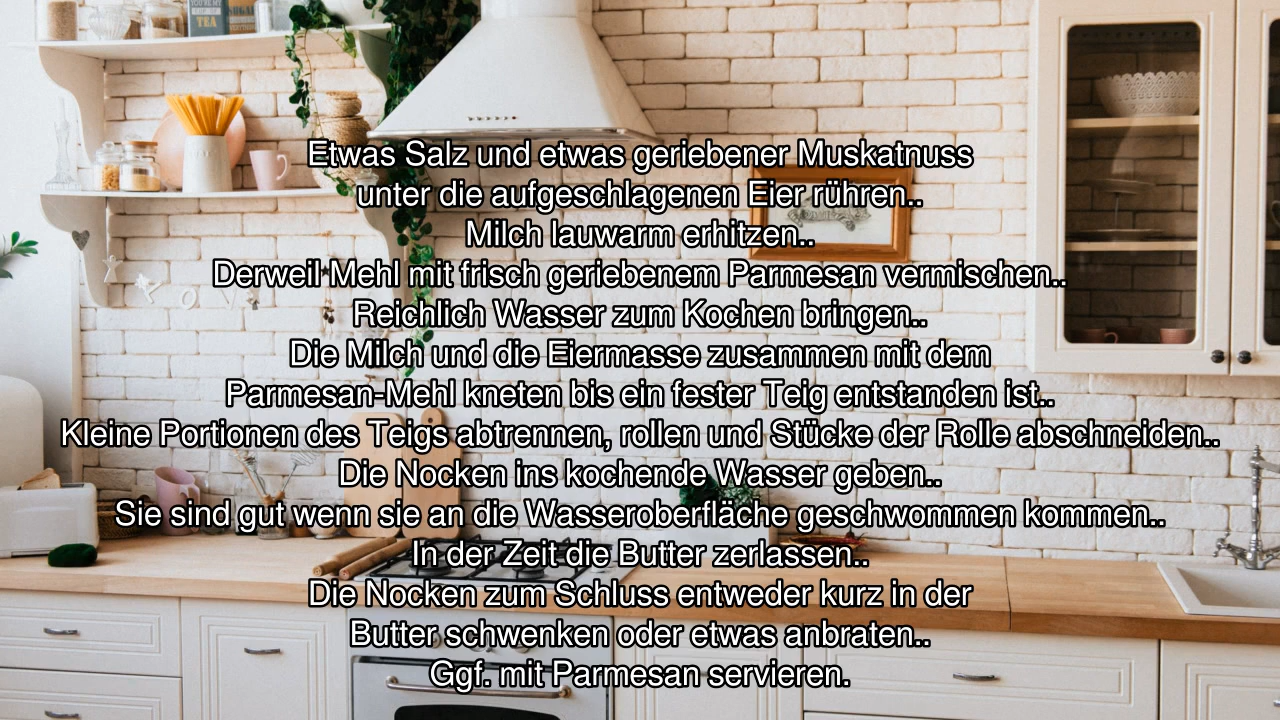 TEA
Etwas Salz und etwas geriebener Muskatnuss
unter die aufgeschlagenen Eier rühren..
Milch lauwarm erhitzen..
Derweil Mehl mit frisch geriebenem Parmesan vermischen..
Reichlich Wasser zum Kochen bringen..
Die Milch und die Eiermasse zusammen mit dem
Parmesan-Mehl kneten bis ein fester Teig entstanden ist..
Kleine Portionen des Teigs abtrennen, rollen und Stücke der Rolle abschneiden..
Die Nocken ins kochende Wasser geben..
Sie sind gut wenn sie an die Wasseroberfläche geschwommen kommen..
In der Zeit die Butter zerlassen..
Die Nocken zum Schluss entweder kurz in der
Butter schwenken oder etwas anbraten..
Ggf. mit Parmesan servieren.